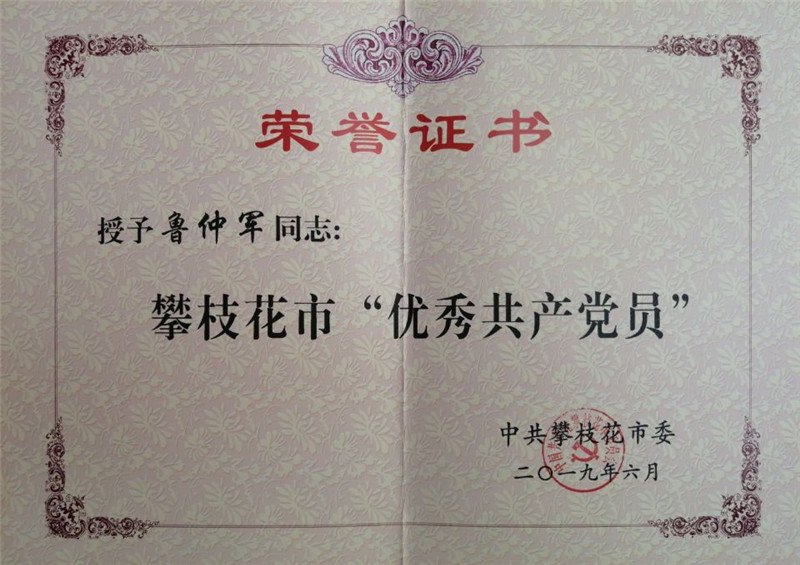 荣誉证书
授予鲁仲军同志:
攀枝花市“优秀共产党员”
中共攀枝花市委
二〇一九年六月